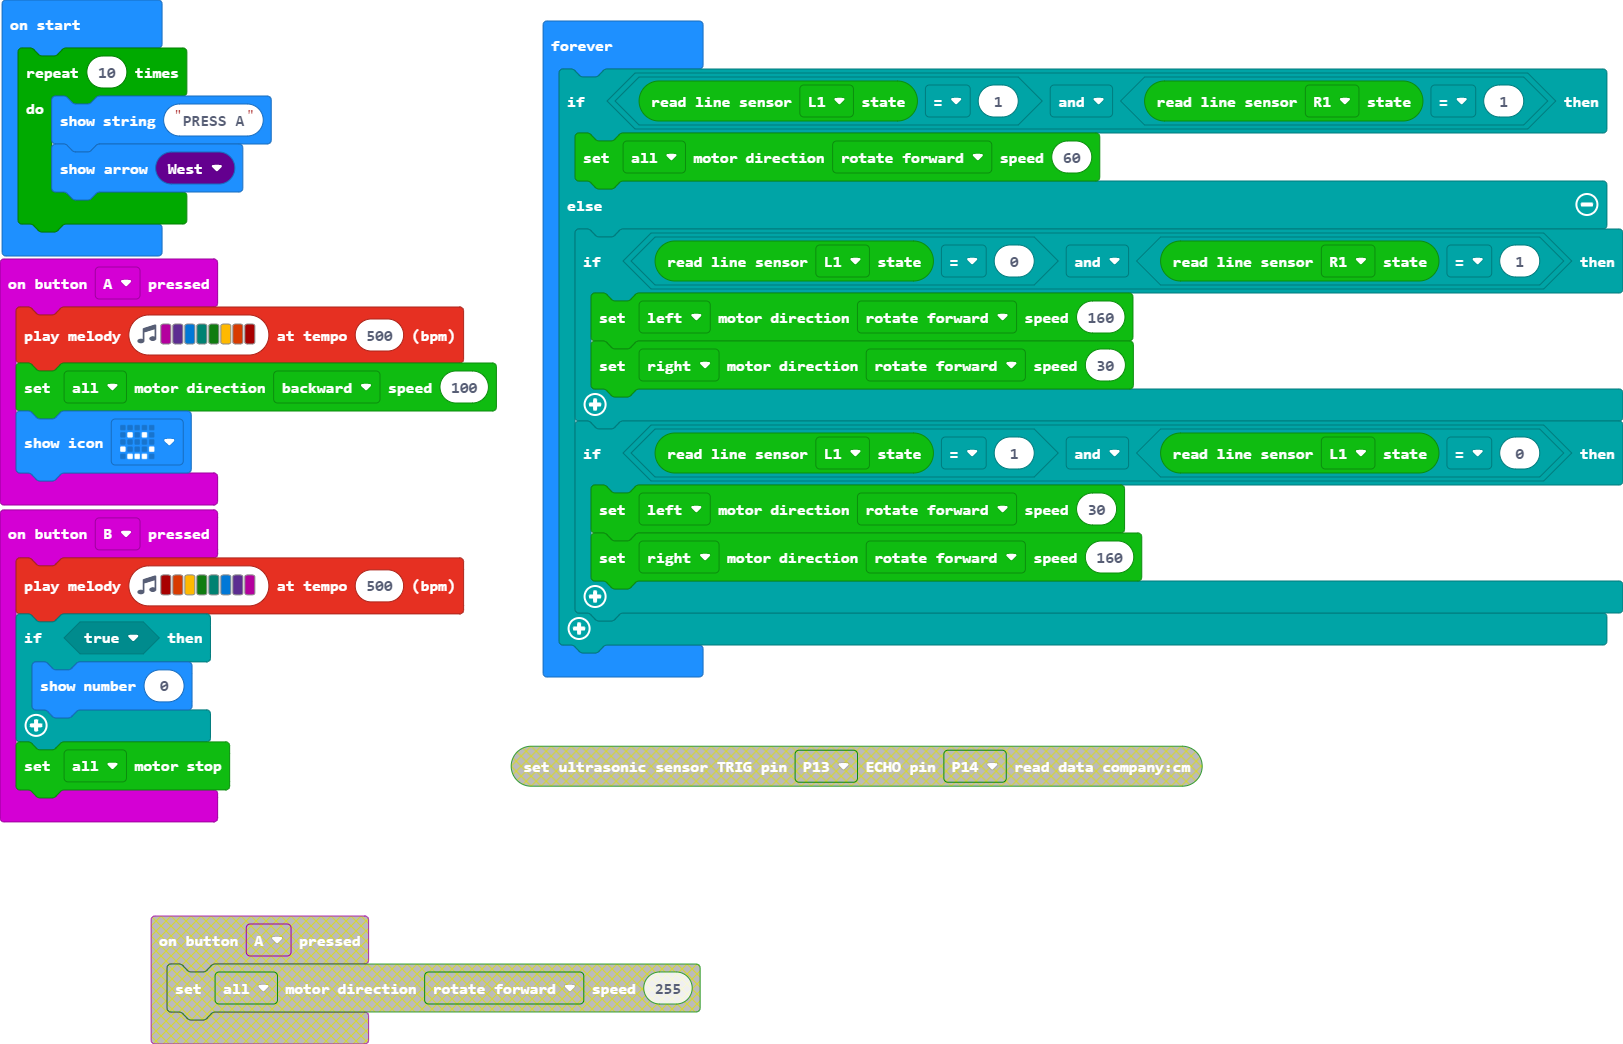 on start
repeat 10 times
do
show string "PRESS A"
show arrow West
on button A pressed
play melody at tempo 500 (bpm)
set all motor direction backward speed 100
show icon
on button B pressed
play melody at tempo 500 (bpm)
if true then
show number 0
set all motor stop
forever
if read line sensor L1 state = 1 and read line sensor R1 state = 1 then
set all motor direction rotate forward speed 60
else
if read line sensor L1 state = 0 and read line sensor R1 state = 1 then
set left motor direction rotate forward speed 160
set right motor direction rotate forward speed 30
if read line sensor L1 state = 1 and read line sensor L1 state = 0 then
set left motor direction rotate forward speed 30
set right motor direction rotate forward speed 160
set ultrasonic sensor TRIG pin P13 ECHO pin P14 read data company:cm
on button A pressed
set all motor direction rotate forward speed 255